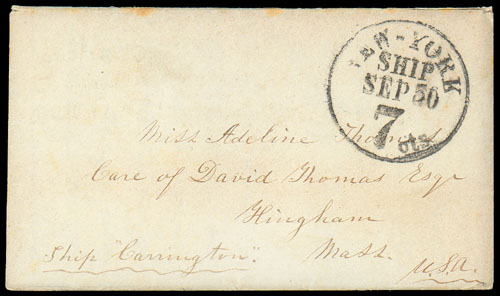 NEW-YORK
SHIP
SEP 30
7
cts
Miss Adeline Thomas
Care of David Thomas Esqr
Hingham
Ship "Carrington".
Mass.
U.S.A.